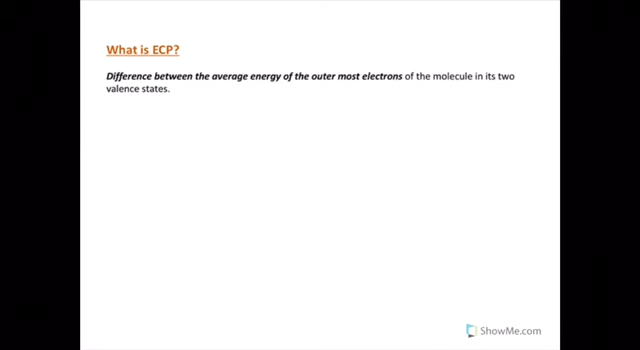 What is ECP?
Difference between the average energy of the outer most electrons of the molecule in its two
valence states.
ShowMe.com